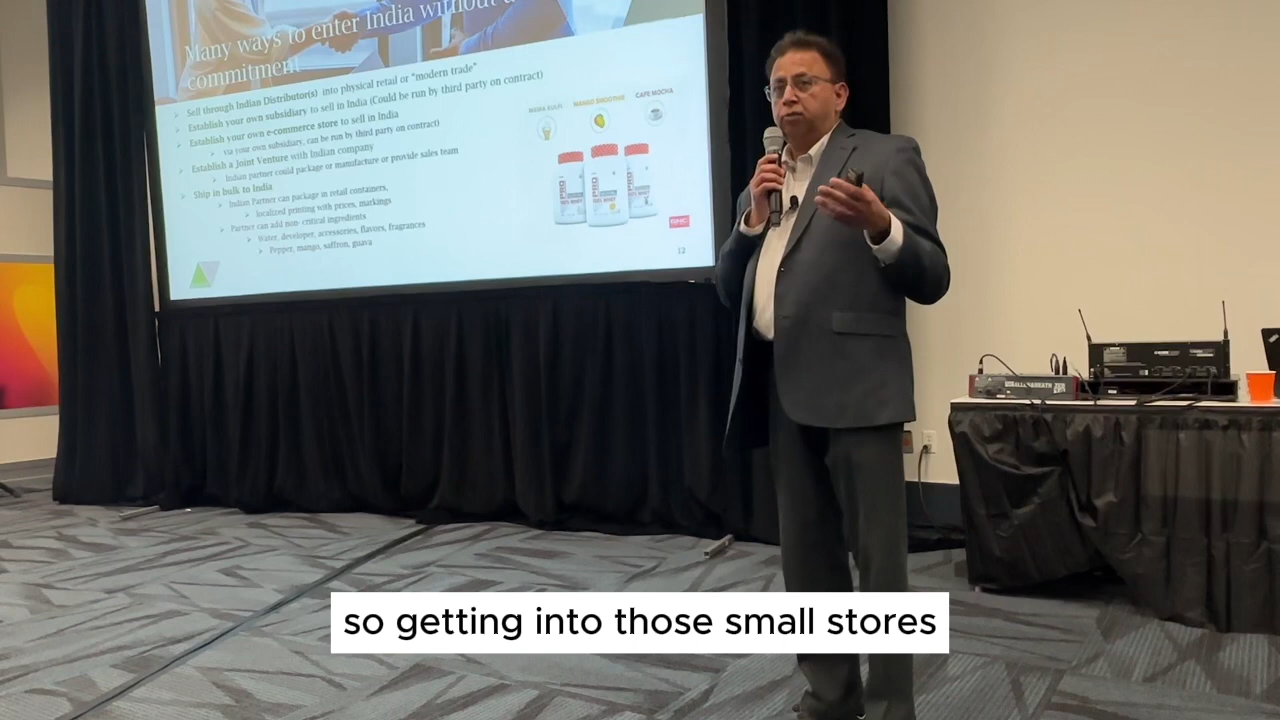 Many ways to enter India without a
commitment
➢ Sell through Indian Distributor(s) into physical retail or "modern trade"
➢ Establish your own subsidiary to sell in India (Could be run by third party on contract)
➢ Establish your own e-commerce store to sell in India
➢ via your own subsidiary, can be run by third party on contract)
➢ Establish a Joint Venture with Indian company
➢ Indian partner could package or manufacture or provide sales team
➢ Ship in bulk to India
➢ Indian Partner can package in retail containers,
➢ localized printing with prices, markings
➢ Partner can add non-critical ingredients
➢ Water, developer, accessories, flavors, fragrances
➢ Pepper, mango, saffron, guava
MANGO SMOOTHIE
CAFE MOCHA
PRO
GNC
12
so getting into those small stores